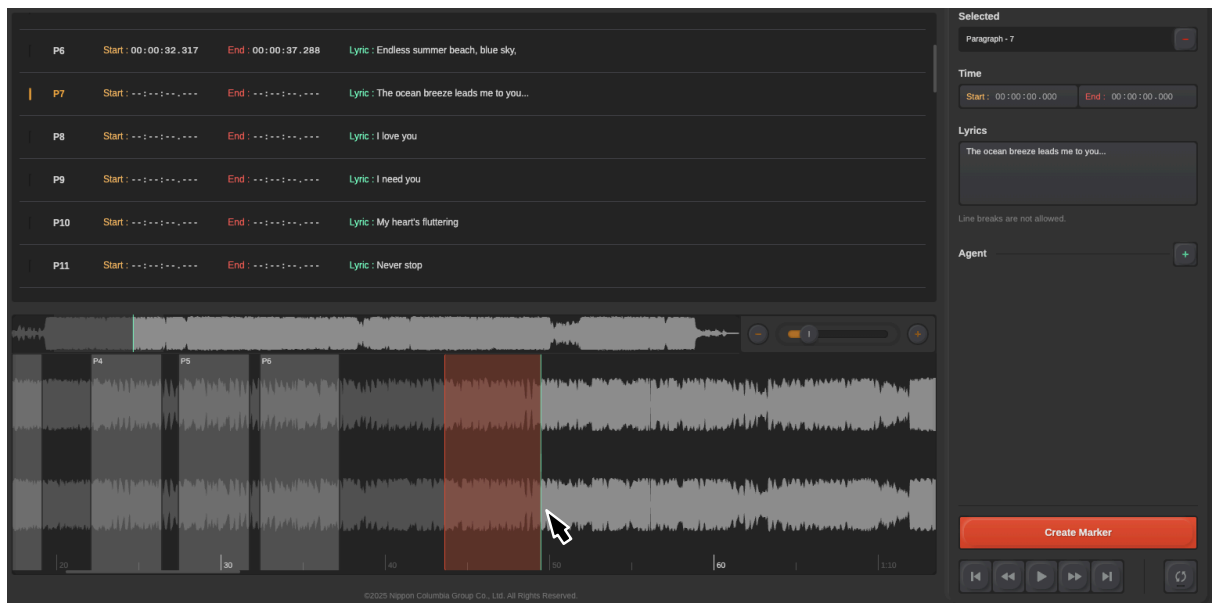 Selected
P6 Start : 00:00:32.317 End : 00:00:37.288 Lyric : Endless summer beach, blue sky,
Paragraph - 7 −
Time
P7 Start : --:--:--.--- End : --:--:--.--- Lyric : The ocean breeze leads me to you...
Start : 00:00:00.000 End : 00:00:00.000
Lyrics
P8 Start : --:--:--.--- End : --:--:--.--- Lyric : I love you
The ocean breeze leads me to you...
P9 Start : --:--:--.--- End : --:--:--.--- Lyric : I need you
P10 Start : --:--:--.--- End : --:--:--.--- Lyric : My heart's fluttering
Line breaks are not allowed.
Agent +
P11 Start : --:--:--.--- End : --:--:--.--- Lyric : Never stop
− +
P4 P5 P6
Create Marker
20 30 40 50 60 1:10
©2025 Nippon Columbia Group Co., Ltd. All Rights Reserved.